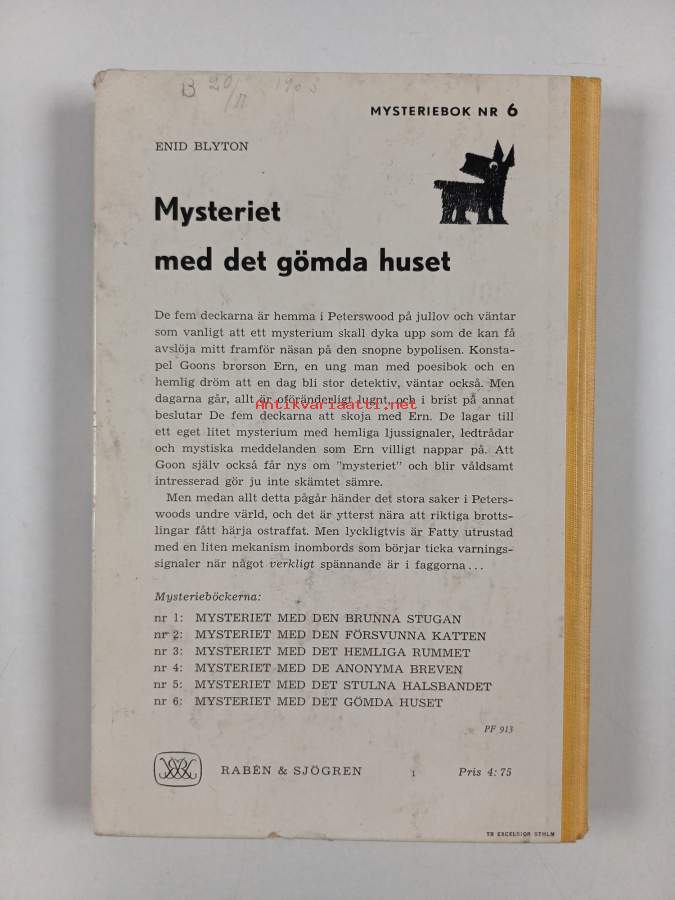 B 20/11 1963
MYSTERIEBOK NR 6
ENID BLYTON
Mysteriet
med det gömda huset
De fem deckarna är hemma i Peterswood på jullov och väntar
som vanligt att ett mysterium skall dyka upp som de kan få
avslöja mitt framför näsan på den snopne bypolisen. Konsta-
pel Goons brorson Ern, en ung man med poesibok och en
hemlig dröm att en dag bli stor detektiv, väntar också. Men
dagarna går, allt är oföränderligt lugnt, och i brist på annat
Antikvariaatti.net
beslutar De fem deckarna att skoja med Ern. De lagar till
ett eget litet mysterium med hemliga ljussignaler, ledtrådar
och mystiska meddelanden som Ern villigt nappar på. Att
Goon själv också får nys om "mysteriet" och blir våldsamt
intresserad gör ju inte skämtet sämre.
Men medan allt detta pågår händer det stora saker i Peters-
woods undre värld, och det är ytterst nära att riktiga brotts-
lingar fått härja ostraffat. Men lyckligtvis är Fatty utrustad
med en liten mekanism inombords som börjar ticka varnings-
signaler när något verkligt spännande är i faggorna...
Mysterieböckerna:
nr 1: MYSTERIET MED DEN BRUNNA STUGAN
nr 2: MYSTERIET MED DEN FÖRSVUNNA KATTEN
nr 3: MYSTERIET MED DET HEMLIGA RUMMET
nr 4: MYSTERIET MED DE ANONYMA BREVEN
nr 5: MYSTERIET MED DET STULNA HALSBANDET
nr 6: MYSTERIET MED DET GÖMDA HUSET
PF 913
RABÉN & SJÖGREN 1 Pris 4:75
TB EXCELSIOR STHLM